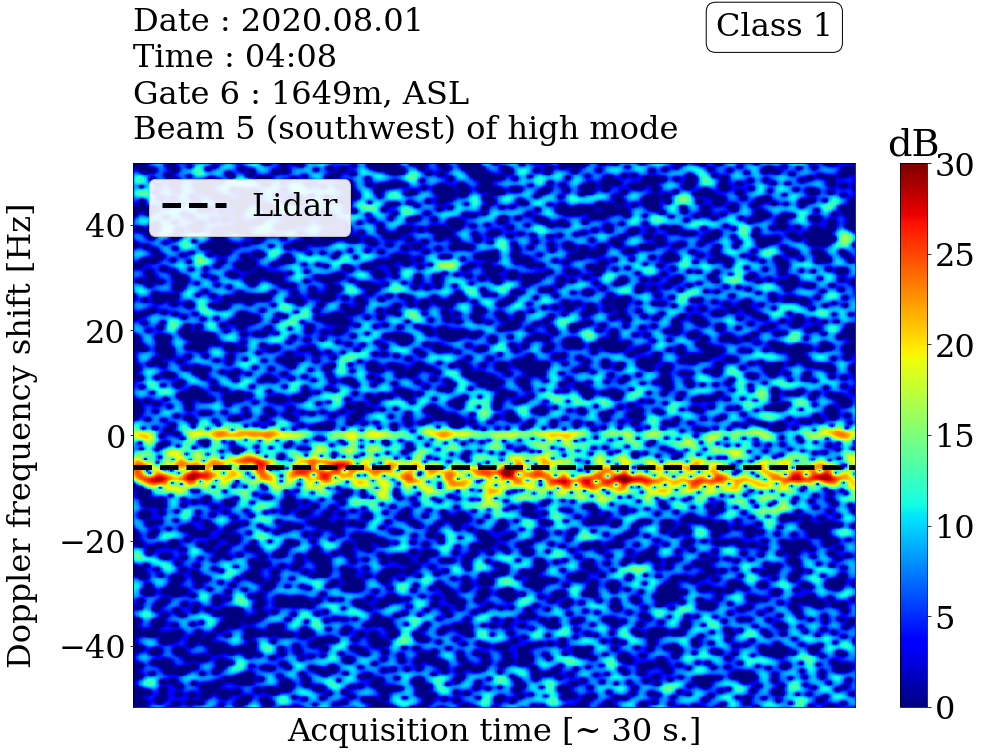 Date : 2020.08.01
Time : 04:08
Gate 6 : 1649m, ASL
Beam 5 (southwest) of high mode
Class 1
dB
Lidar
Doppler frequency shift [Hz]
40
20
0
−20
−40
Acquisition time [~ 30 s.]
30
25
20
15
10
5
0